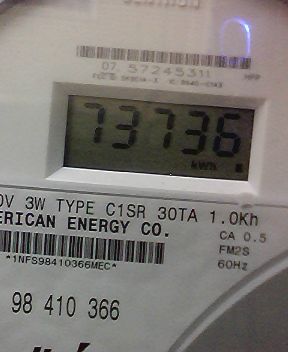 07 57245311
73736
kWh
0V 3W TYPE C1SR 30TA 1.0Kh
ERICAN ENERGY CO.
CA 0.5
FM2S
*1NFS98410366MEC*
60Hz
98 410 366